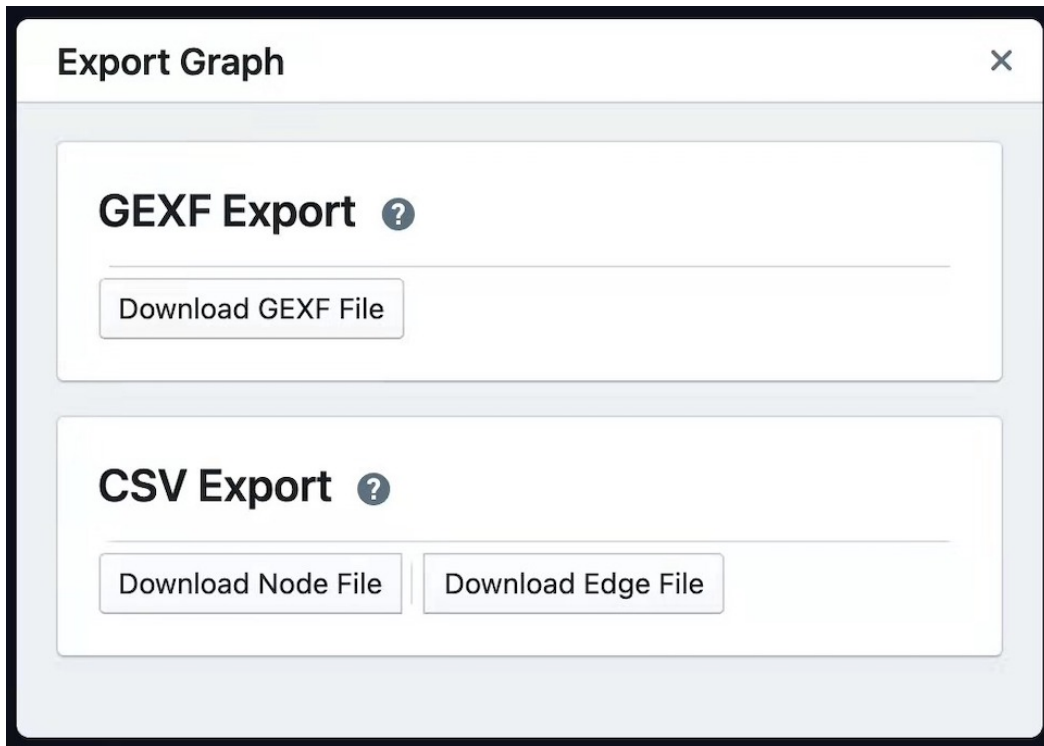 Export Graph
GEXF Export
Download GEXF File
CSV Export
Download Node File Download Edge File